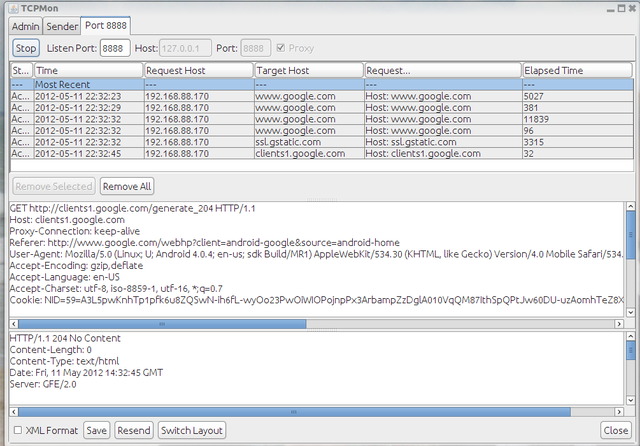 TCPMon
Admin Sender Port 8888
Stop Listen Port: 8888 Host: 127.0.0.1 Port: 8888 Proxy
St... Time Request Host Target Host Request... Elapsed Time
--- Most Recent --- --- --- ---
Ac... 2012-05-11 22:32:23 192.168.88.170 www.google.com Host: www.google.com 5027
Ac... 2012-05-11 22:32:29 192.168.88.170 www.google.com Host: www.google.com 381
Ac... 2012-05-11 22:32:32 192.168.88.170 www.google.com Host: www.google.com 11839
Ac... 2012-05-11 22:32:32 192.168.88.170 www.google.com Host: www.google.com 96
Ac... 2012-05-11 22:32:32 192.168.88.170 ssl.gstatic.com Host: ssl.gstatic.com 3315
Ac... 2012-05-11 22:32:45 192.168.88.170 clients1.google.com Host: clients1.google.com 32
Remove Selected Remove All
GET http://clients1.google.com/generate_204 HTTP/1.1
Host: clients1.google.com
Proxy-Connection: keep-alive
Referer: http://www.google.com/webhp?client=android-google&source=android-home
User-Agent: Mozilla/5.0 (Linux; U; Android 4.0.4; en-us; sdk Build/MR1) AppleWebKit/534.30 (KHTML, like Gecko) Version/4.0 Mobile Safari/534.
Accept-Encoding: gzip,deflate
Accept-Language: en-US
Accept-Charset: utf-8, iso-8859-1, utf-16, *;q=0.7
Cookie:
HTTP/1.1 204 No Content
Content-Length: 0
Content-Type: text/html
Date: Fri, 11 May 2012 14:32:45 GMT
Server: GFE/2.0
XML Format Save Resend Switch Layout Close